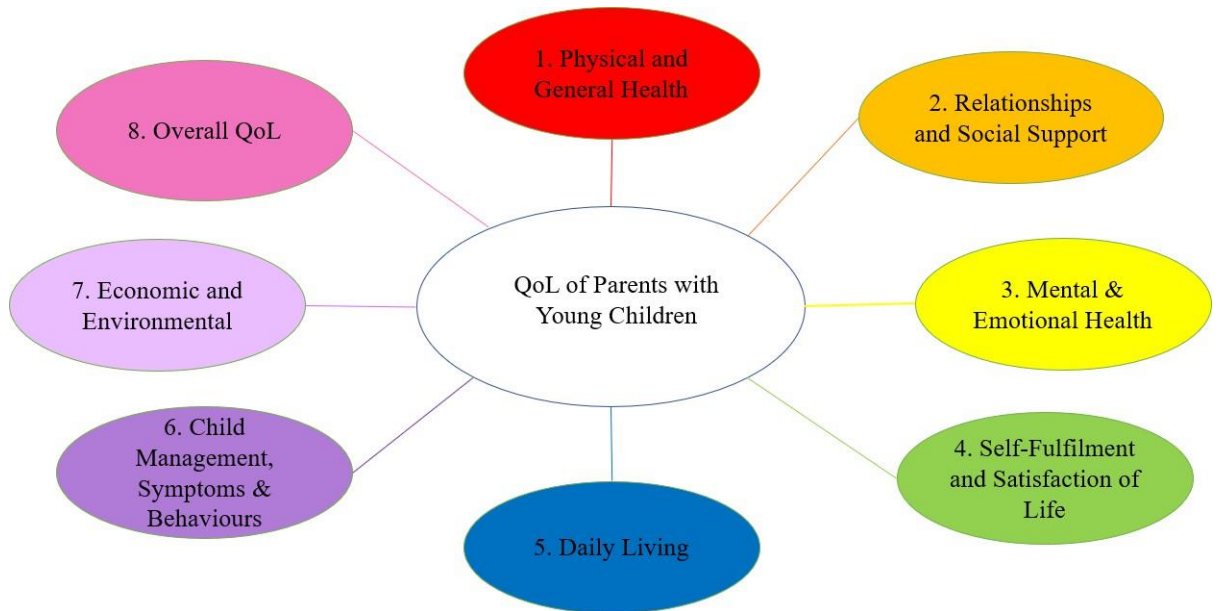 QoL of Parents with
Young Children
1. Physical and
General Health
2. Relationships
and Social Support
3. Mental &
Emotional Health
4. Self-Fulfilment
and Satisfaction of
Life
5. Daily Living
6. Child
Management,
Symptoms &
Behaviours
7. Economic and
Environmental
8. Overall QoL